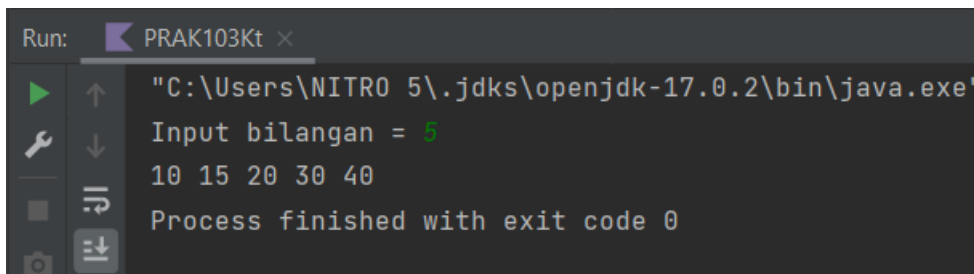 Run: PRAK103Kt
"C:\Users\NITRO 5\.jdks\openjdk-17.0.2\bin\java.exe"
Input bilangan = 5
10 15 20 30 40
Process finished with exit code 0